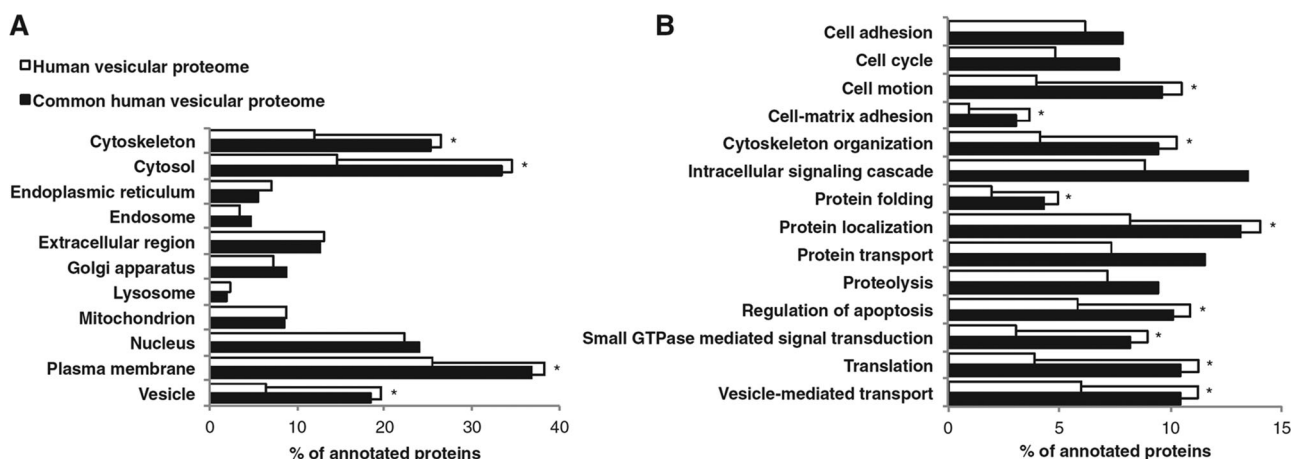 A
Human vesicular proteome
Common human vesicular proteome
Cytoskeleton *
Cytosol *
Endoplasmic reticulum
Endosome
Extracellular region
Golgi apparatus
Lysosome
Mitochondrion
Nucleus
Plasma membrane *
Vesicle *
0 10 20 30 40
% of annotated proteins
B
Cell adhesion
Cell cycle
Cell motion *
Cell-matrix adhesion *
Cytoskeleton organization *
Intracellular signaling cascade
Protein folding *
Protein localization *
Protein transport
Proteolysis
Regulation of apoptosis *
Small GTPase mediated signal transduction *
Translation *
Vesicle-mediated transport *
0 5 10 15
% of annotated proteins